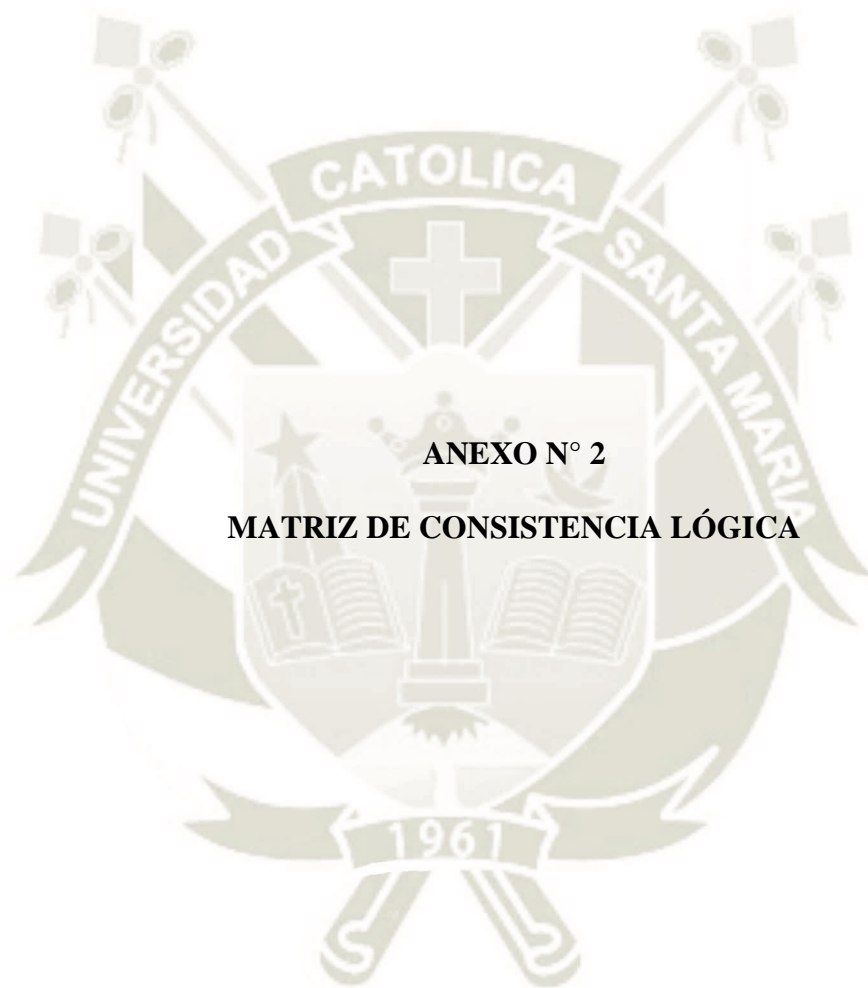 CATOLICA
UNIVERSIDAD
SANTA MARIA
ANEXO N° 2
MATRIZ DE CONSISTENCIA LÓGICA
1961